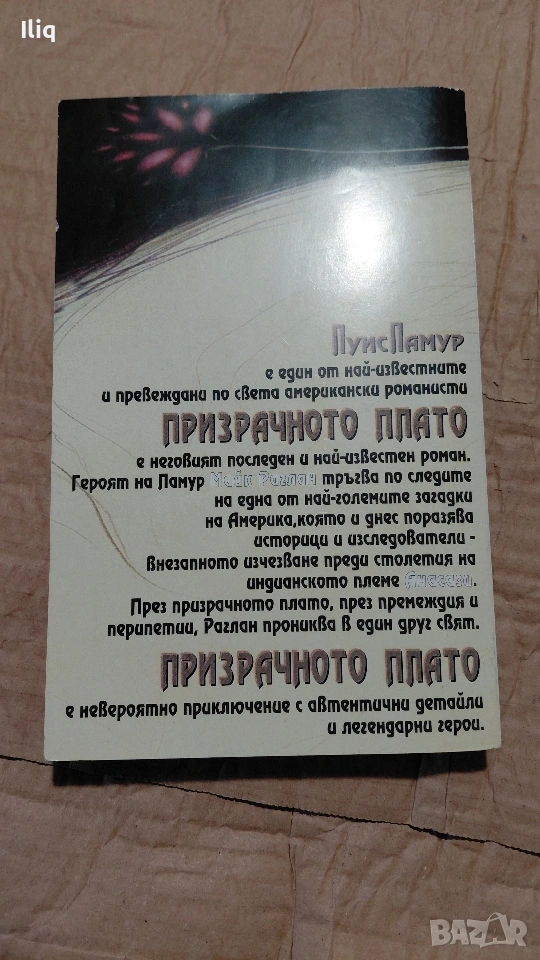 Iliq
Луис Ламур
е един от най-известните
и превеждани по света американски романисти
ПРИЗРАЧНОТО ПЛАТО
е неговият последен и най-известен роман.
Героят на Ламур Майк Раглан тръгва по следите
на една от най-големите загадки
на Америка,която и днес поразява
историци и изследователи -
внезапното изчезване преди столетия на
индианското племе Анасази.
През призрачното плато, през премеждия и
перипетии, Раглан прониква в един друг свят.
ПРИЗРАЧНОТО ПЛАТО
е невероятно приключение с автентични детайли
и легендарни герои.
BAZAR